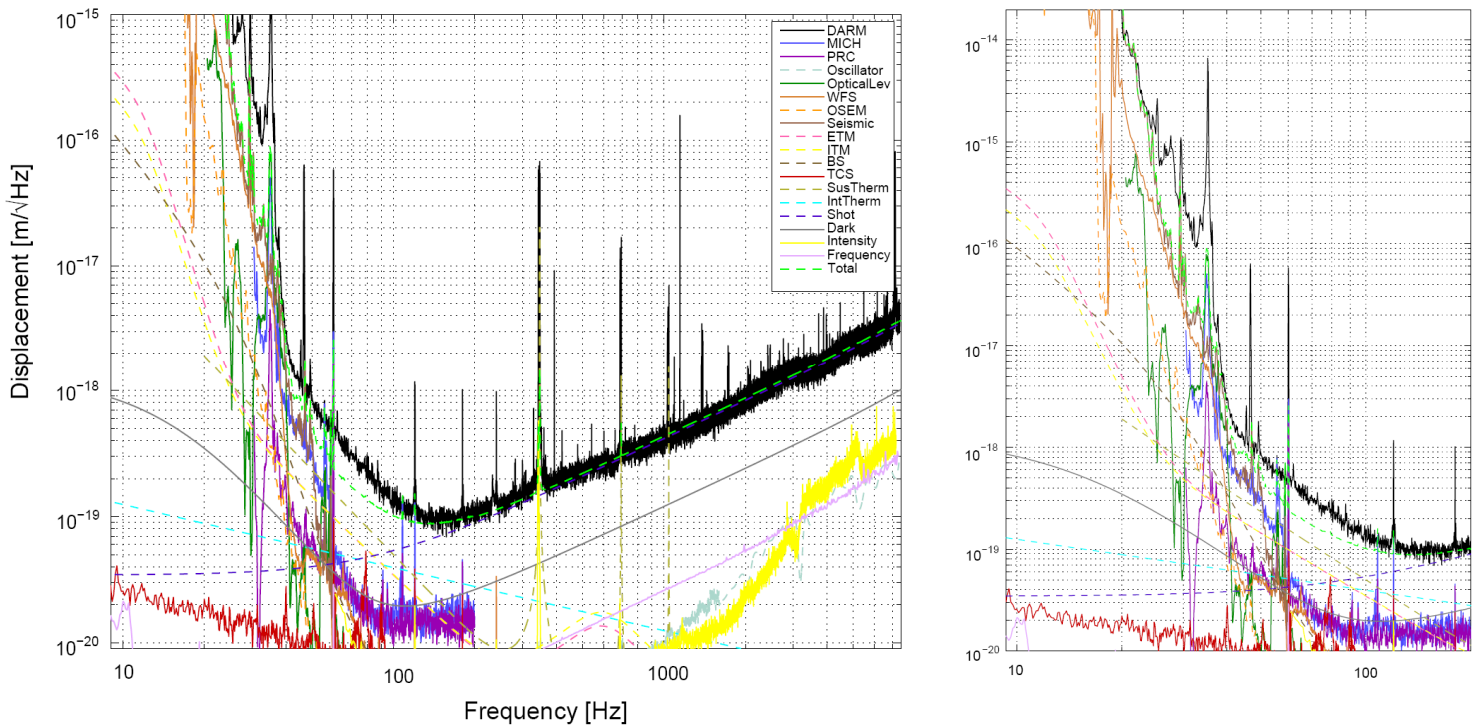 10⁻¹⁵
10⁻¹⁶
10⁻¹⁷
10⁻¹⁸
10⁻¹⁹
10⁻²⁰
Displacement [m/√Hz]
10
100
1000
Frequency [Hz]
DARM
MICH
PRC
Oscillator
OpticalLev
WFS
OSEM
Seismic
ETM
ITM
BS
TCS
SusTherm
IntTherm
Shot
Dark
Intensity
Frequency
Total
10⁻¹⁴
10⁻¹⁵
10⁻¹⁶
10⁻¹⁷
10⁻¹⁸
10⁻¹⁹
10⁻²⁰
10
100